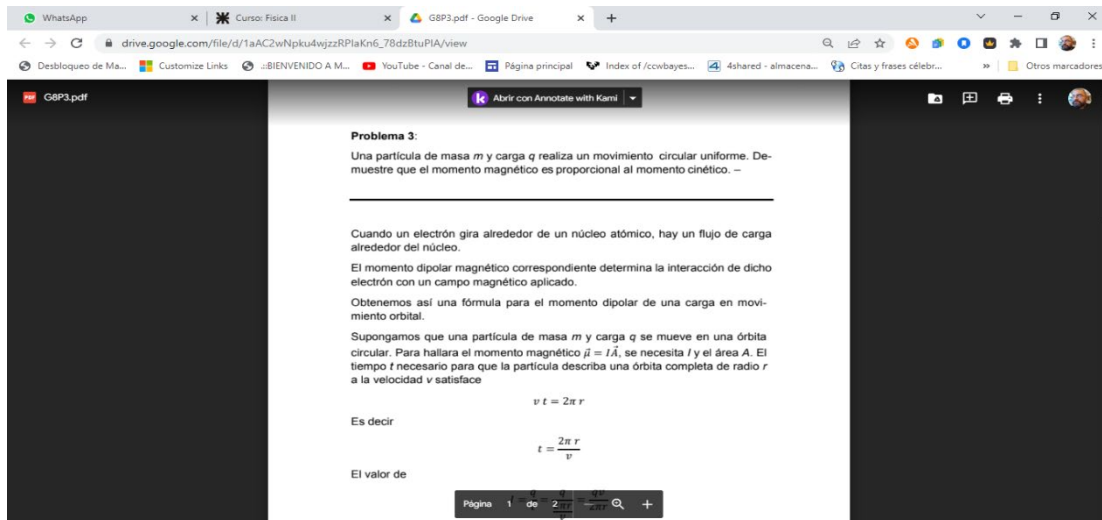 WhatsApp
Curso: Fisica II
G8P3.pdf - Google Drive
drive.google.com/file/d/1aAC2wNpku4wjzzRPlaKn6_78dzBtuPIA/view
Desbloqueo de Ma...
Customize Links
.::BIENVENIDO A M...
YouTube - Canal de...
Página principal
Index of /ccwbayes...
4shared - almacena...
Citas y frases célebr...
»
Otros marcadores
G8P3.pdf
Abrir con Annotate with Kami
Problema 3:
Una partícula de masa m y carga q realiza un movimiento circular uniforme. De-
muestre que el momento magnético es proporcional al momento cinético. –
Cuando un electrón gira alrededor de un núcleo atómico, hay un flujo de carga
alrededor del núcleo.
El momento dipolar magnético correspondiente determina la interacción de dicho
electrón con un campo magnético aplicado.
Obtenemos así una fórmula para el momento dipolar de una carga en movi-
miento orbital.
Supongamos que una partícula de masa m y carga q se mueve en una órbita
circular. Para hallara el momento magnético μ⃗ = IA⃗, se necesita I y el área A. El
tiempo t necesario para que la partícula describa una órbita completa de radio r
a la velocidad v satisface
v t = 2π r
Es decir
t = 2π r / v
El valor de
Página 1 de 2